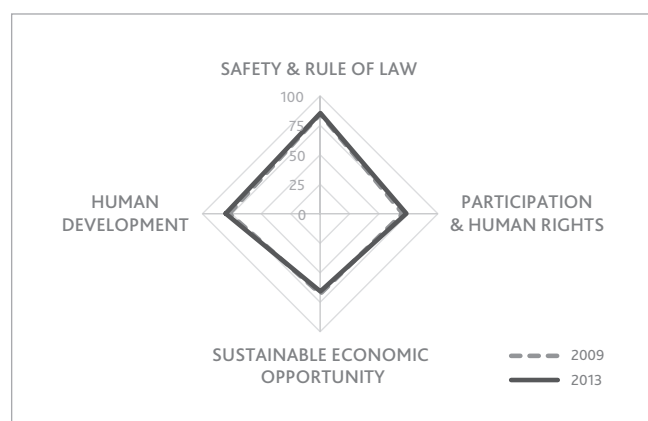 SAFETY & RULE OF LAW
100
75
50
25
0
HUMAN
DEVELOPMENT
PARTICIPATION
& HUMAN RIGHTS
SUSTAINABLE ECONOMIC
OPPORTUNITY
2009
2013